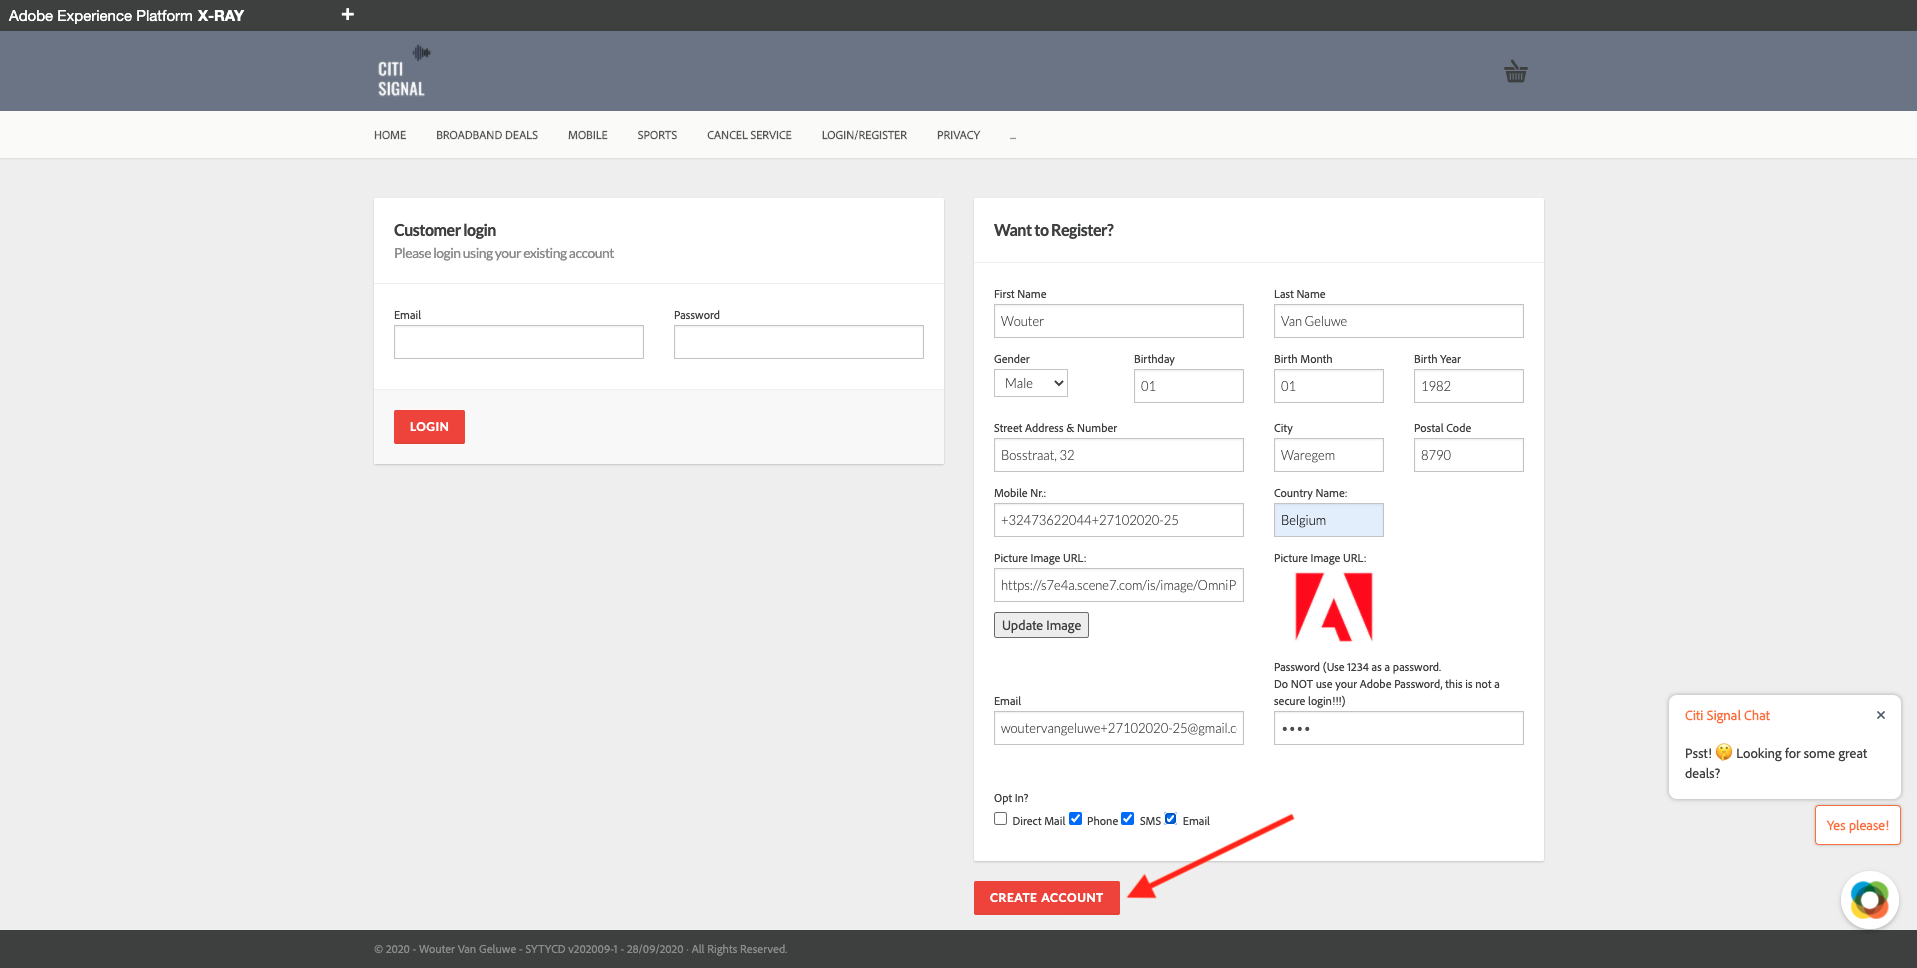 Adobe Experience Platform X-RAY
CITI
SIGNAL
HOME BROADBAND DEALS MOBILE SPORTS CANCEL SERVICE LOGIN/REGISTER PRIVACY ...
Customer login
Please login using your existing account
Email Password
LOGIN
Want to Register?
First Name Last Name
Wouter Van Geluwe
Gender Birthday Birth Month Birth Year
Male 01 01 1982
Street Address & Number City Postal Code
Bosstraat, 32 Waregem 8790
Mobile Nr.: Country Name:
+32473622044+27102020-25 Belgium
Picture Image URL: Picture Image URL:
https://s7e4a.scene7.com/is/image/OmniP
Update Image
Password (Use 1234 as a password.
Do NOT use your Adobe Password, this is not a
secure login!!!)
Email
woutervangeluwe+27102020-25@gmail.c
••••
Opt In?
Direct Mail Phone SMS Email
CREATE ACCOUNT
Citi Signal Chat
Psst! 🤫 Looking for some great
deals?
Yes please!
© 2020 - Wouter Van Geluwe - SYTYCD v202009-1 - 28/09/2020 · All Rights Reserved.